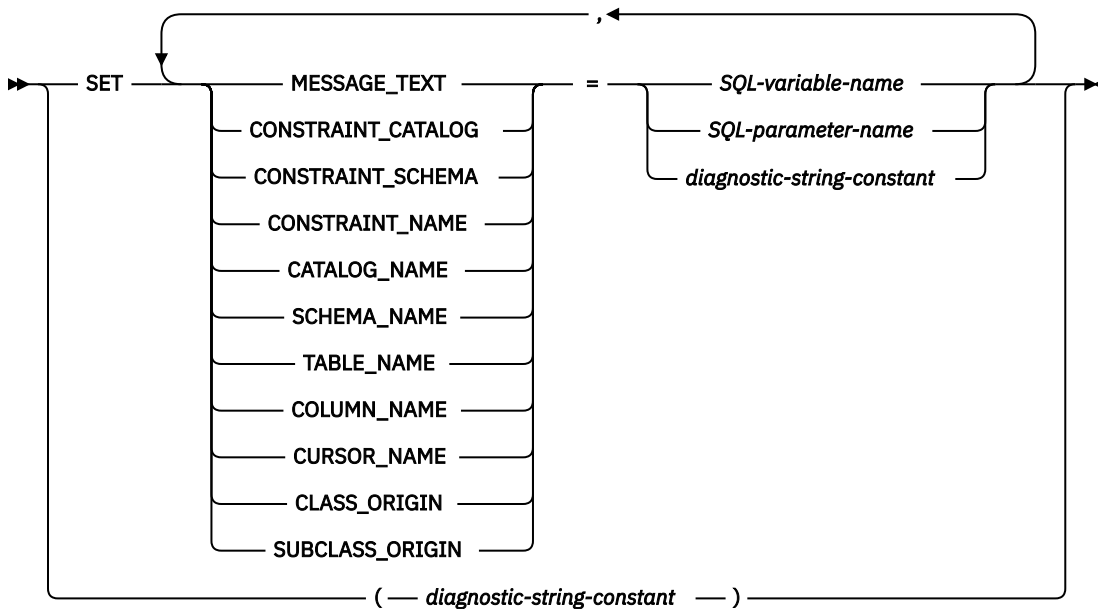 ,
SET MESSAGE_TEXT = SQL-variable-name
CONSTRAINT_CATALOG SQL-parameter-name
CONSTRAINT_SCHEMA diagnostic-string-constant
CONSTRAINT_NAME
CATALOG_NAME
SCHEMA_NAME
TABLE_NAME
COLUMN_NAME
CURSOR_NAME
CLASS_ORIGIN
SUBCLASS_ORIGIN
( diagnostic-string-constant )